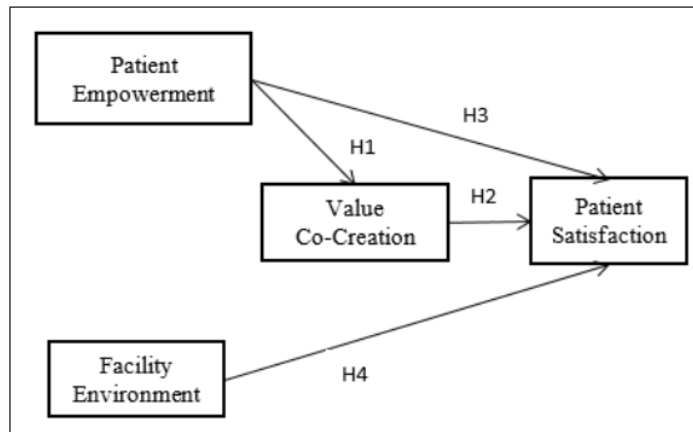 Patient
Empowerment
H3
H1
Value
Co-Creation
H2
Patient
Satisfaction
Facility
Environment
H4